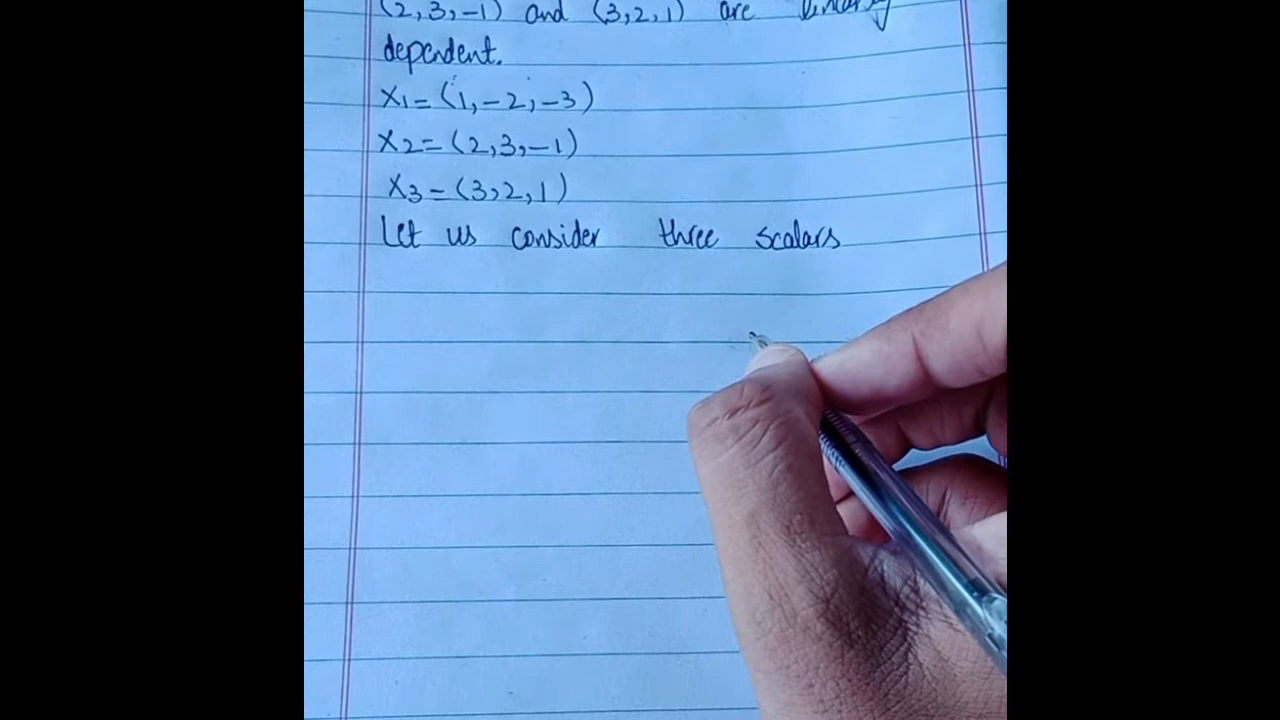 (2,3,-1) and (3,2,1) are linearly
dependent.
X1=(1,-2,-3)
X2=(2,3,-1)
X3=(3,2,1)
Let us consider three scalars